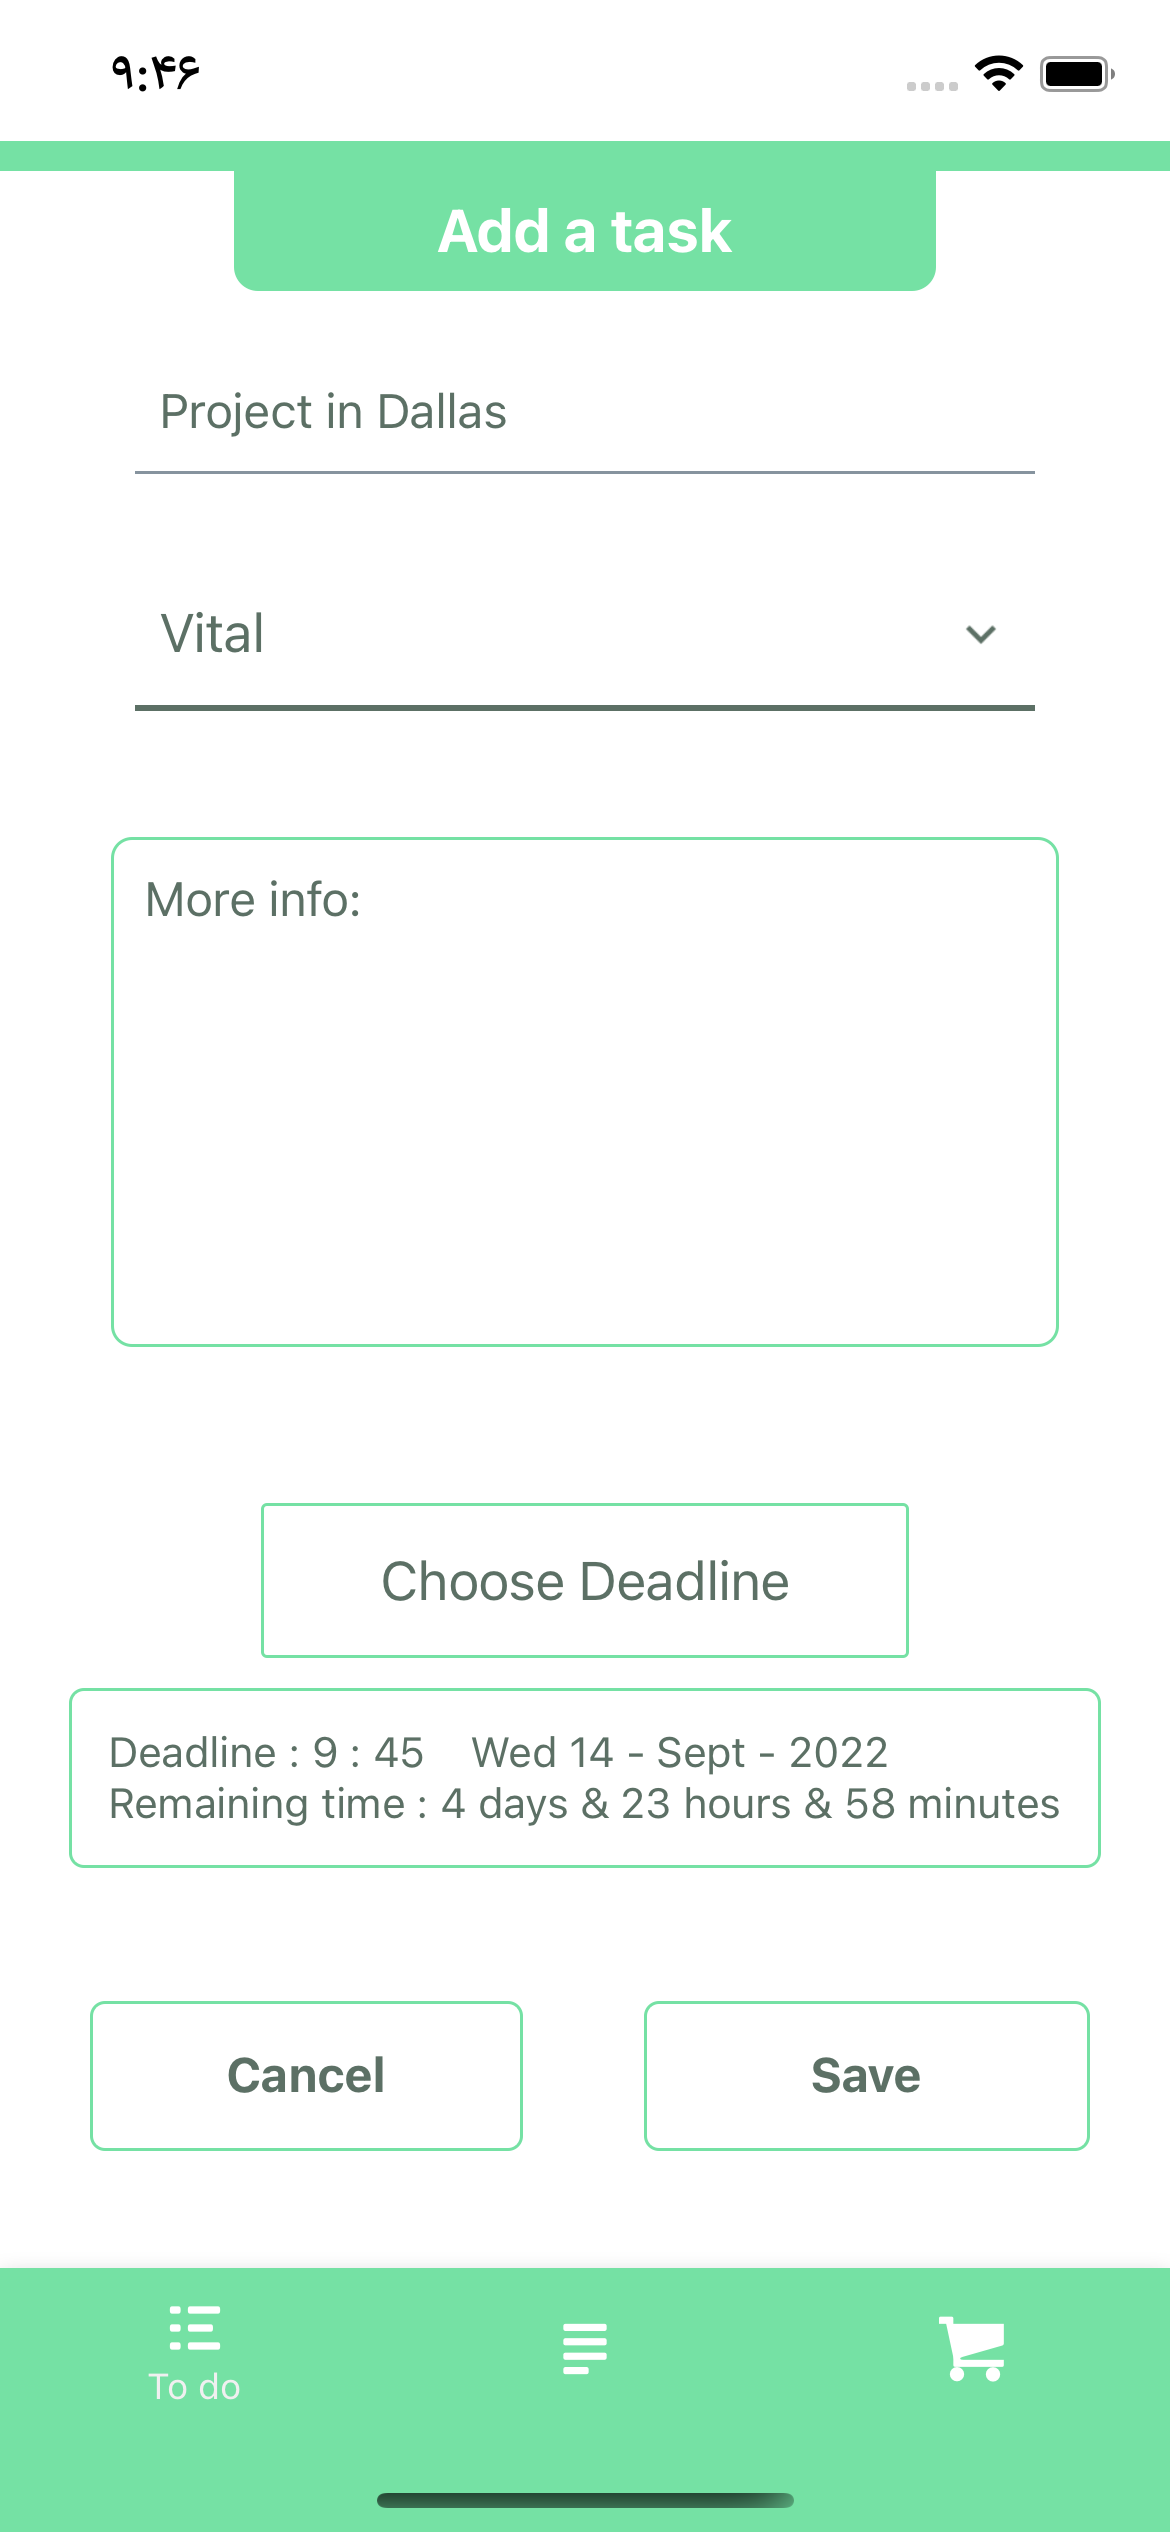 ۹:۴۶
Add a task
Project in Dallas
Vital
More info:
Choose Deadline
Deadline : 9 : 45    Wed 14 - Sept - 2022
Remaining time : 4 days & 23 hours & 58 minutes
Cancel
Save
To do